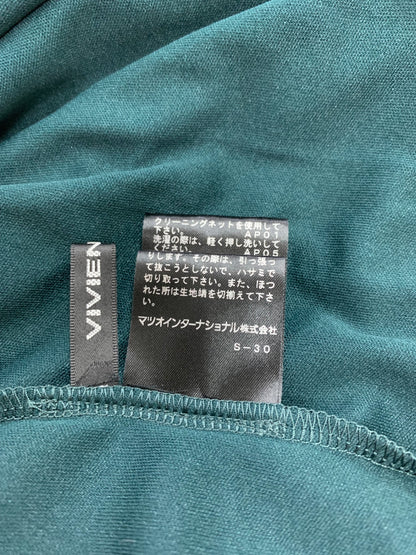 クリーニングネットを使用して
下さい。 AP01
洗濯の際は、軽く押し洗いして
ください。 AP05
りします。その際は、引っ張っ
て抜こうとしないで、ハサミで
切り取って下さい。また、ほつれ
た所は生地端を切揃えて下さ
い。
マツオインターナショナル株式会社
S-30
VIVIEN